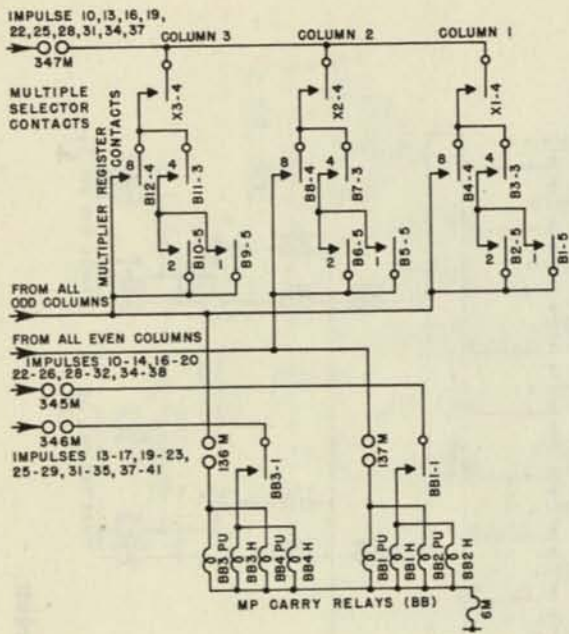 IMPULSE 10,13,16,19,
22,25,28,31,34,37
347M
COLUMN 3
COLUMN 2
COLUMN 1
MULTIPLE
SELECTOR
CONTACTS
MULTIPLIER REGISTER
CONTACTS
X3-4
X2-4
X1-4
8
B12-4
4
B11-3
8
B8-4
4
B7-3
8
B4-4
4
B3-3
2
B10-5
1
B9-5
2
B6-5
1
B5-5
2
B2-5
1
B1-5
FROM ALL
ODD COLUMNS
FROM ALL EVEN COLUMNS
IMPULSES 10-14,16-20
22-26,28-32,34-38
345M
346M
IMPULSES 13-17,19-23,
25-29,31-35,37-41
136M
BB3-1
137M
BB1-1
BB3 PU
BB3 H
BB4 PU
BB4 H
BB1 PU
BB1 H
BB2 PU
BB2 H
MP CARRY RELAYS (BB)
6M